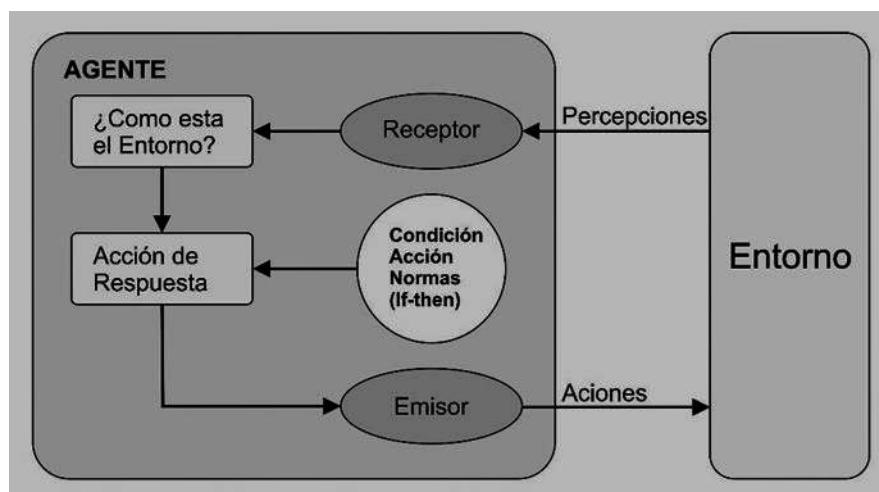 AGENTE
¿Como esta
el Entorno?
Receptor
Percepciones
Acción de
Respuesta
Condición
Acción
Normas
(If-then)
Entorno
Emisor
Aciones